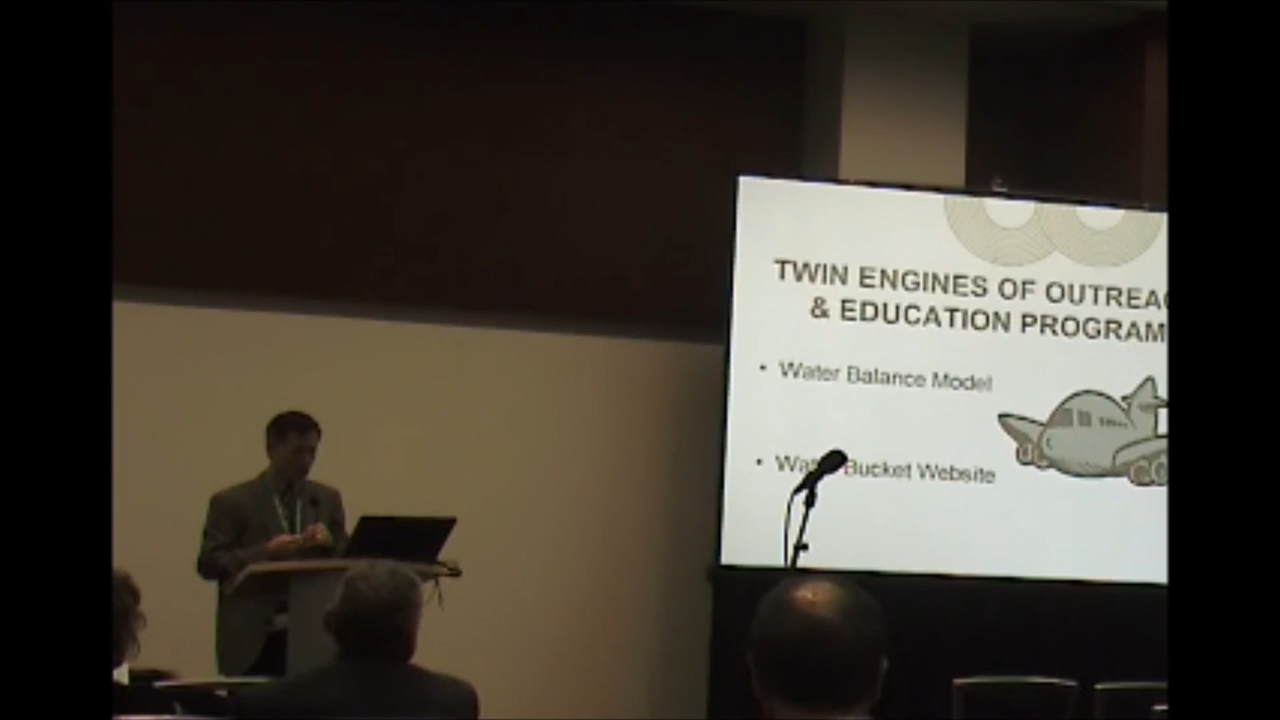 TWIN ENGINES OF OUTREAC
& EDUCATION PROGRAM
• Water Balance Model
• Wa Bucket Website